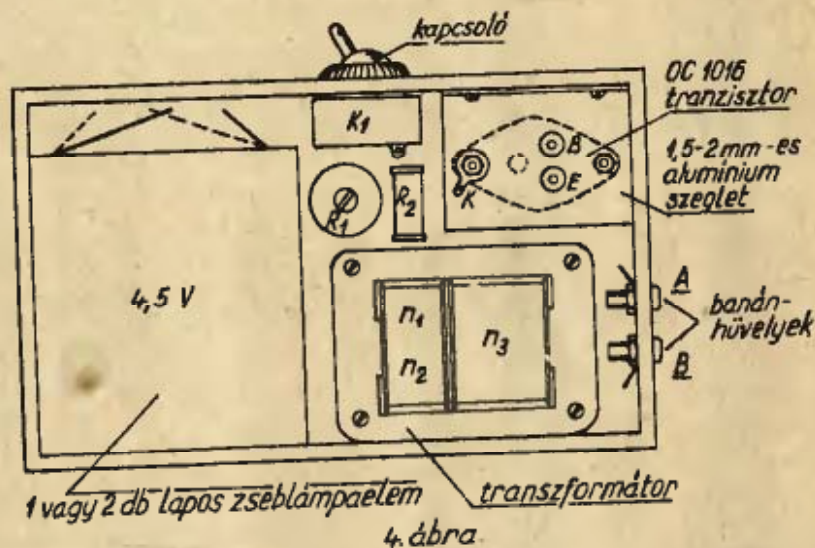 kapcsoló
OC 1016
tranzisztor
1,5-2mm-es
alumínium
szeglet
K1
B
E
K
R1
R2
4,5 V
n1
n2
n3
A
banán-
hüvelyek
B
1 vagy 2 db lapos zseblámpaelem
transzformátor
4. ábra